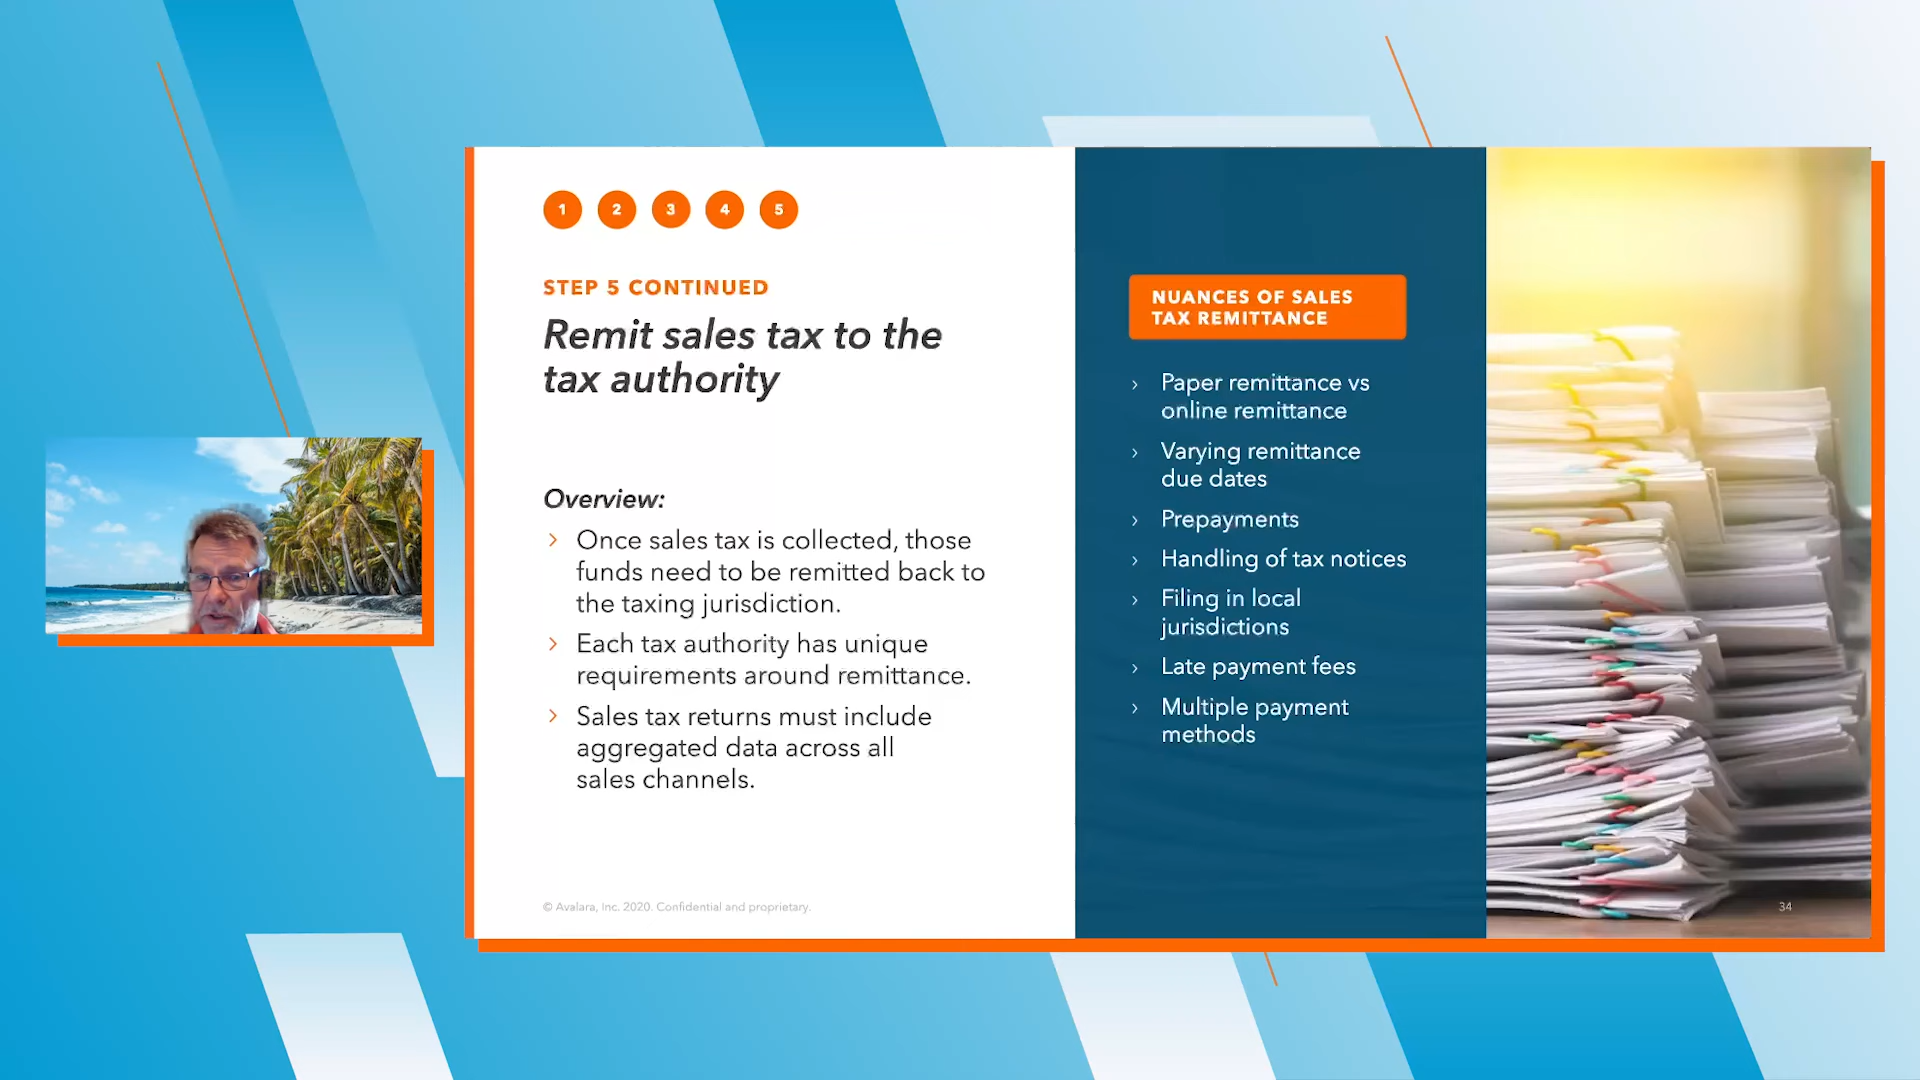 1 2 3 4 5
STEP 5 CONTINUED
Remit sales tax to the
tax authority
Overview:
› Once sales tax is collected, those
funds need to be remitted back to
the taxing jurisdiction.
› Each tax authority has unique
requirements around remittance.
› Sales tax returns must include
aggregated data across all
sales channels.
© Avalara, Inc. 2020. Confidential and proprietary.
NUANCES OF SALES
TAX REMITTANCE
› Paper remittance vs
online remittance
› Varying remittance
due dates
› Prepayments
› Handling of tax notices
› Filing in local
jurisdictions
› Late payment fees
› Multiple payment
methods
34